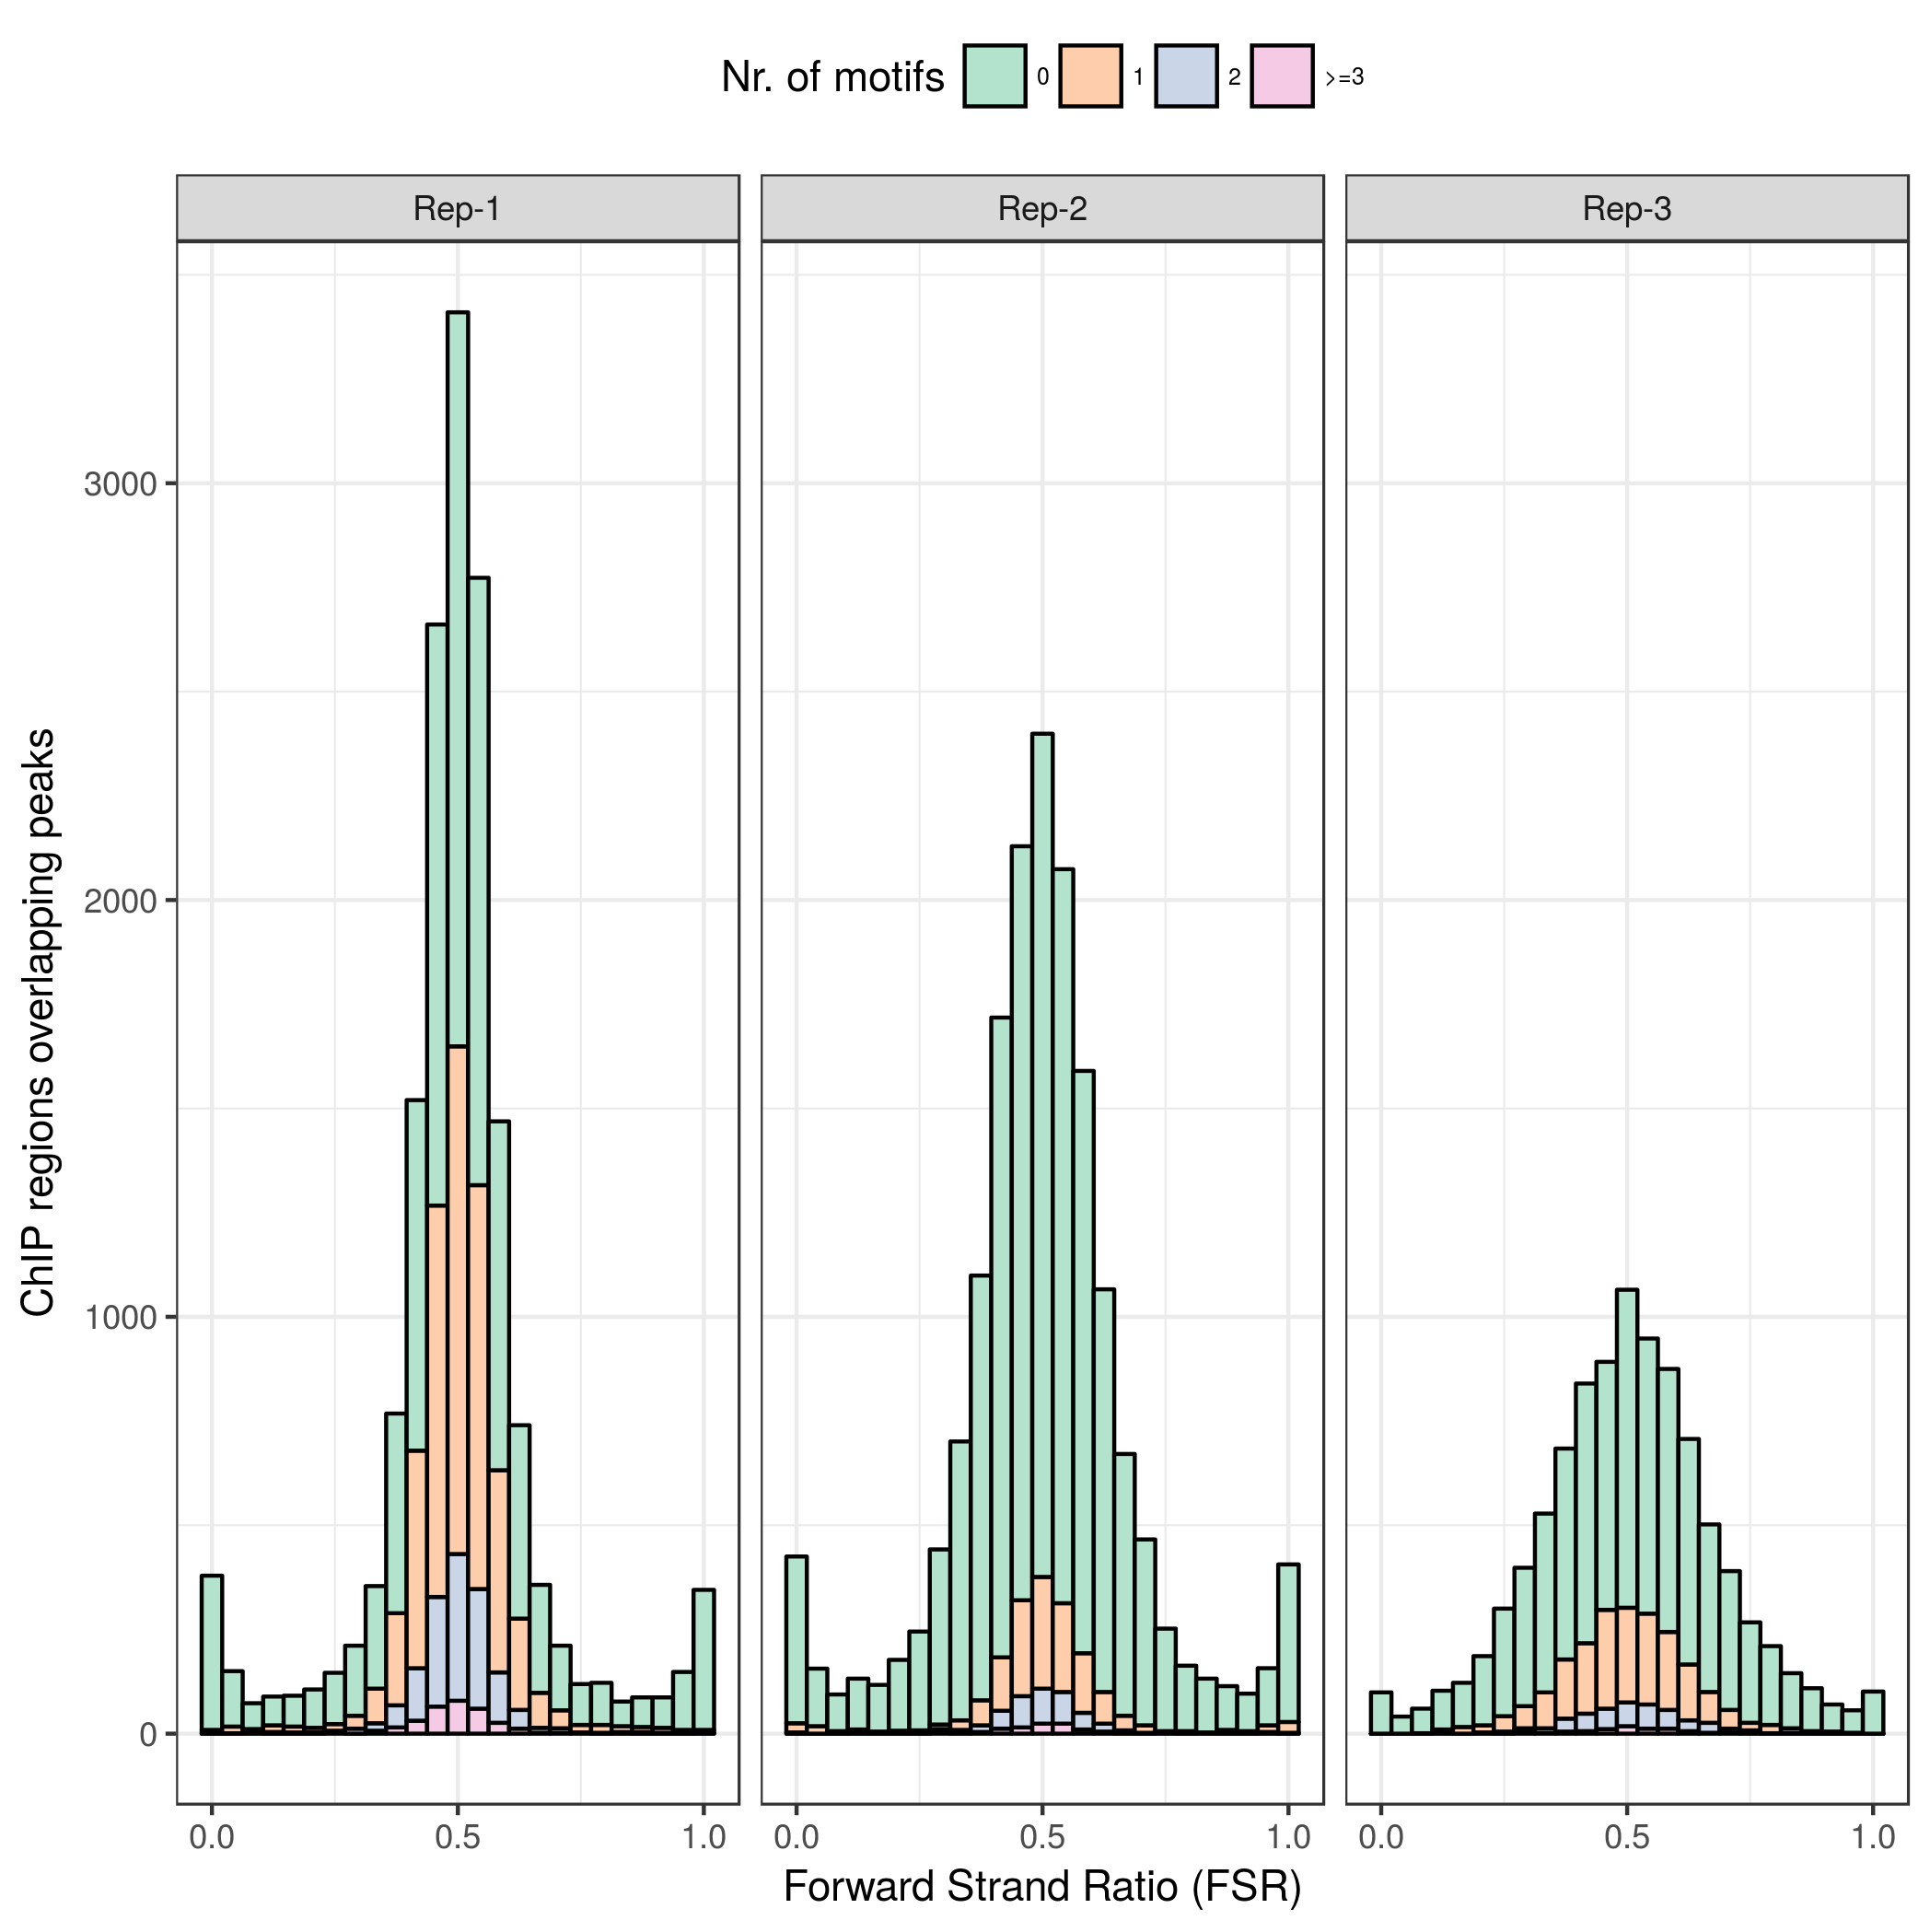 Nr. of motifs 0 1 2 >=3
Rep-1 Rep-2 Rep-3
ChIP regions overlapping peaks
3000
2000
1000
0
0.0 0.5 1.0 0.0 0.5 1.0 0.0 0.5 1.0
Forward Strand Ratio (FSR)